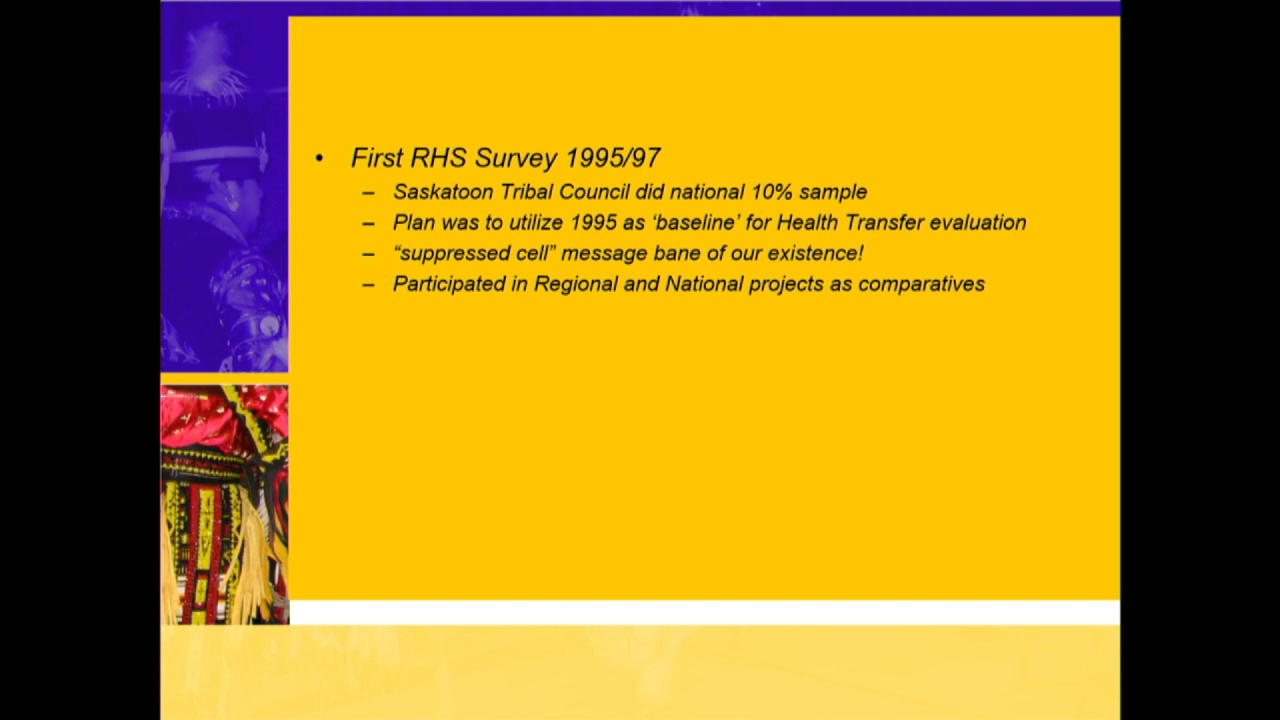 • First RHS Survey 1995/97
– Saskatoon Tribal Council did national 10% sample
– Plan was to utilize 1995 as ‘baseline’ for Health Transfer evaluation
– “suppressed cell” message bane of our existence!
– Participated in Regional and National projects as comparatives